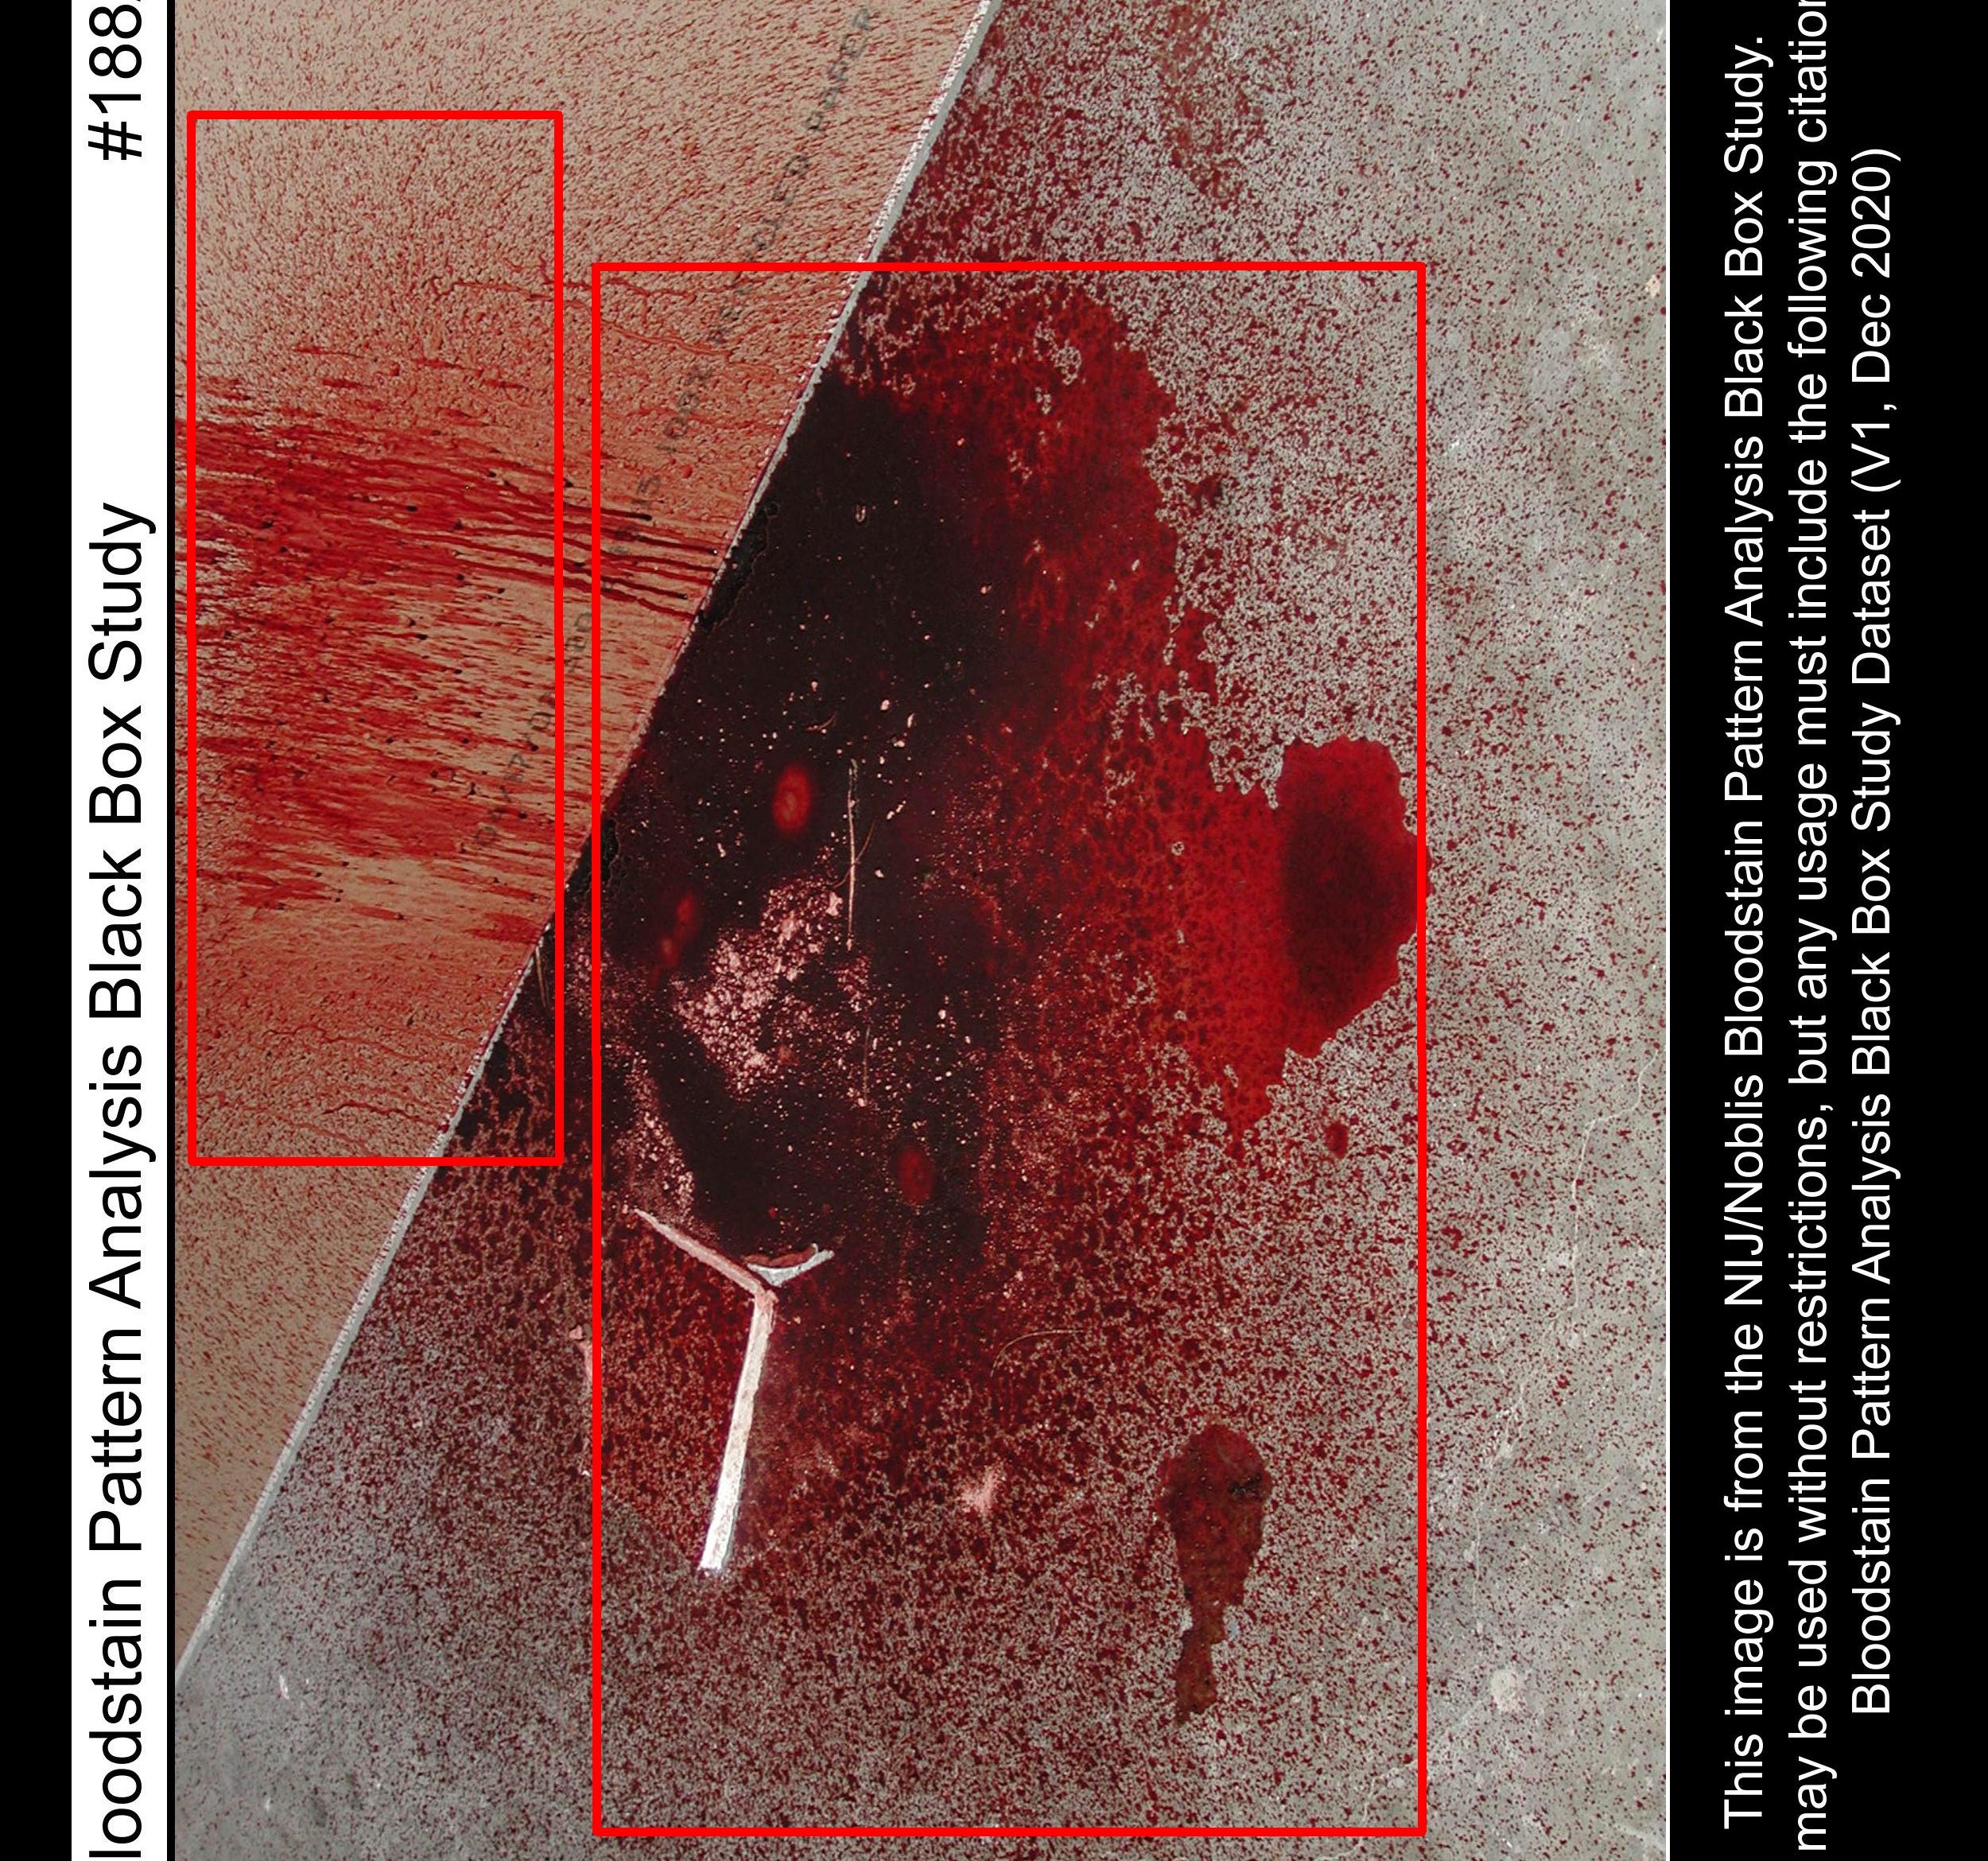 loodstain Pattern Analysis Black Box Study #188
This image is from the NIJ/Noblis Bloodstain Pattern Analysis Black Box Study.
may be used without restrictions, but any usage must include the following citation
Bloodstain Pattern Analysis Black Box Study Dataset (V1, Dec 2020)